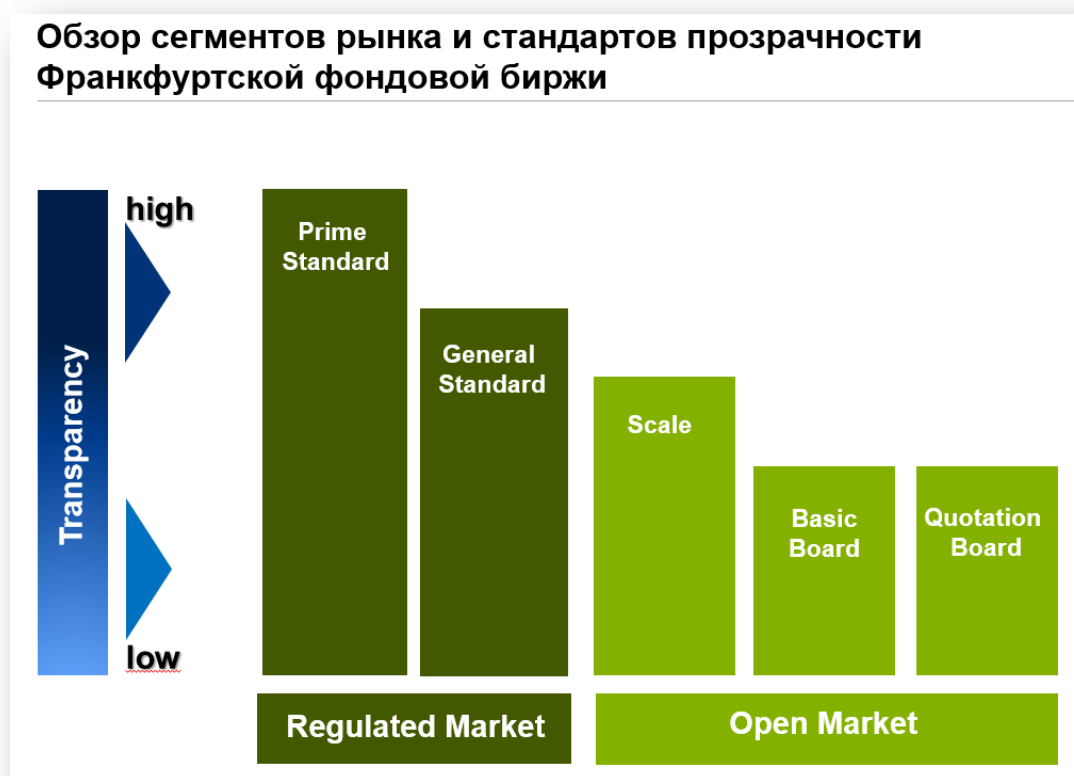 Обзор сегментов рынка и стандартов прозрачности
Франкфуртской фондовой биржи
Transparency
high
low
Prime
Standard
General
Standard
Scale
Basic
Board
Quotation
Board
Regulated Market
Open Market